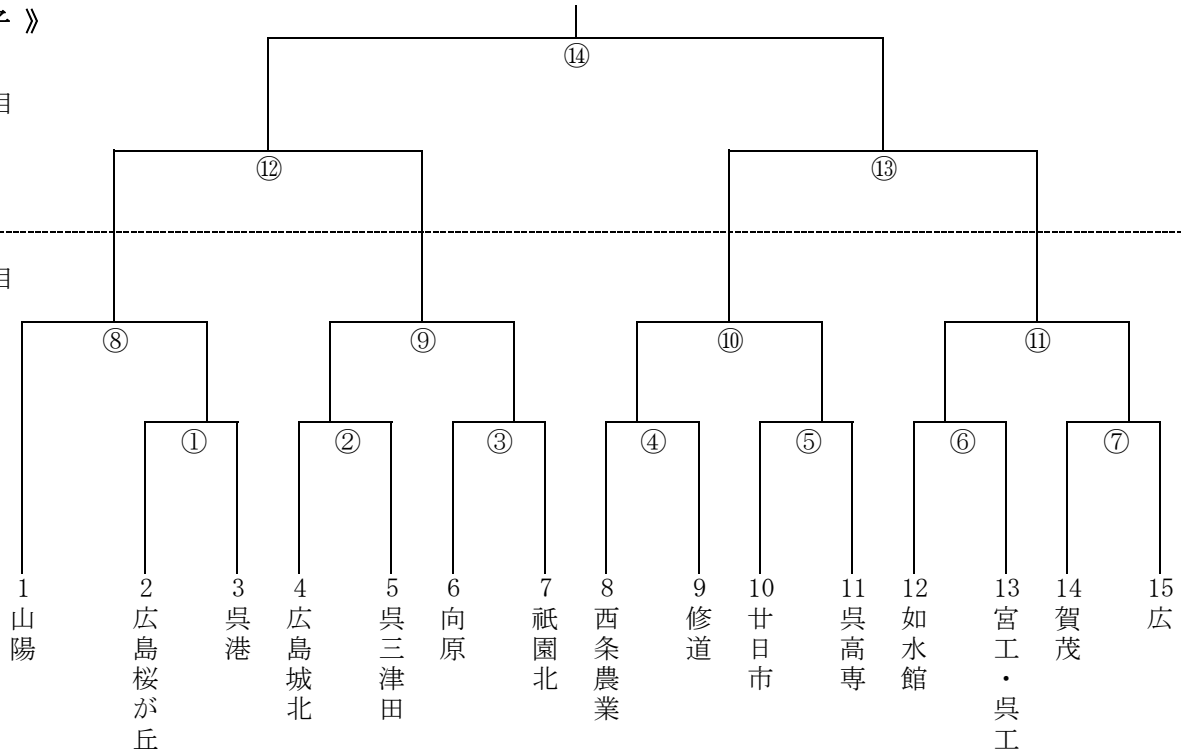 》
⑭
目
⑫
⑬
目
⑧
⑨
⑩
⑪
①
②
③
④
⑤
⑥
⑦
1
山陽
2
広島桜が丘
3
呉港
4
広島城北
5
呉三津田
6
向原
7
祇園北
8
西条農業
9
修道
10
廿日市
11
呉高専
12
如水館
13
宮工・呉工
14
賀茂
15
広